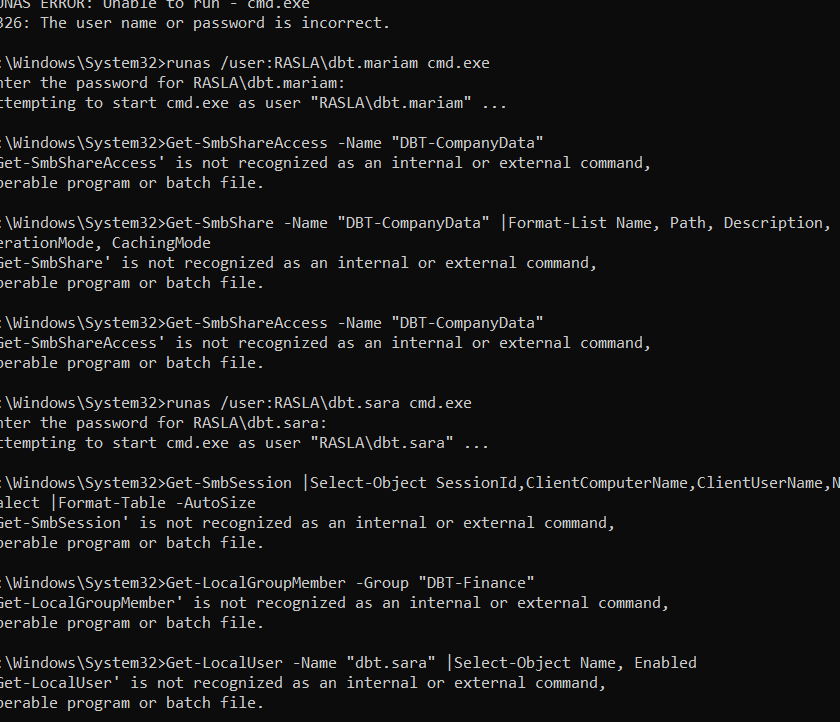 UNAS ERROR: Unable to run - cmd.exe
326: The user name or password is incorrect.
:\Windows\System32>runas /user:RASLA\dbt.mariam cmd.exe
nter the password for RASLA\dbt.mariam:
ttempting to start cmd.exe as user "RASLA\dbt.mariam" ...
:\Windows\System32>Get-SmbShareAccess -Name "DBT-CompanyData"
Get-SmbShareAccess' is not recognized as an internal or external command,
perable program or batch file.
:\Windows\System32>Get-SmbShare -Name "DBT-CompanyData" |Format-List Name, Path, Description,
erationMode, CachingMode
Get-SmbShare' is not recognized as an internal or external command,
perable program or batch file.
:\Windows\System32>Get-SmbShareAccess -Name "DBT-CompanyData"
Get-SmbShareAccess' is not recognized as an internal or external command,
perable program or batch file.
:\Windows\System32>runas /user:RASLA\dbt.sara cmd.exe
nter the password for RASLA\dbt.sara:
ttempting to start cmd.exe as user "RASLA\dbt.sara" ...
:\Windows\System32>Get-SmbSession |Select-Object SessionId,ClientComputerName,ClientUserName,N
alect |Format-Table -AutoSize
Get-SmbSession' is not recognized as an internal or external command,
perable program or batch file.
:\Windows\System32>Get-LocalGroupMember -Group "DBT-Finance"
Get-LocalGroupMember' is not recognized as an internal or external command,
perable program or batch file.
:\Windows\System32>Get-LocalUser -Name "dbt.sara" |Select-Object Name, Enabled
Get-LocalUser' is not recognized as an internal or external command,
perable program or batch file.